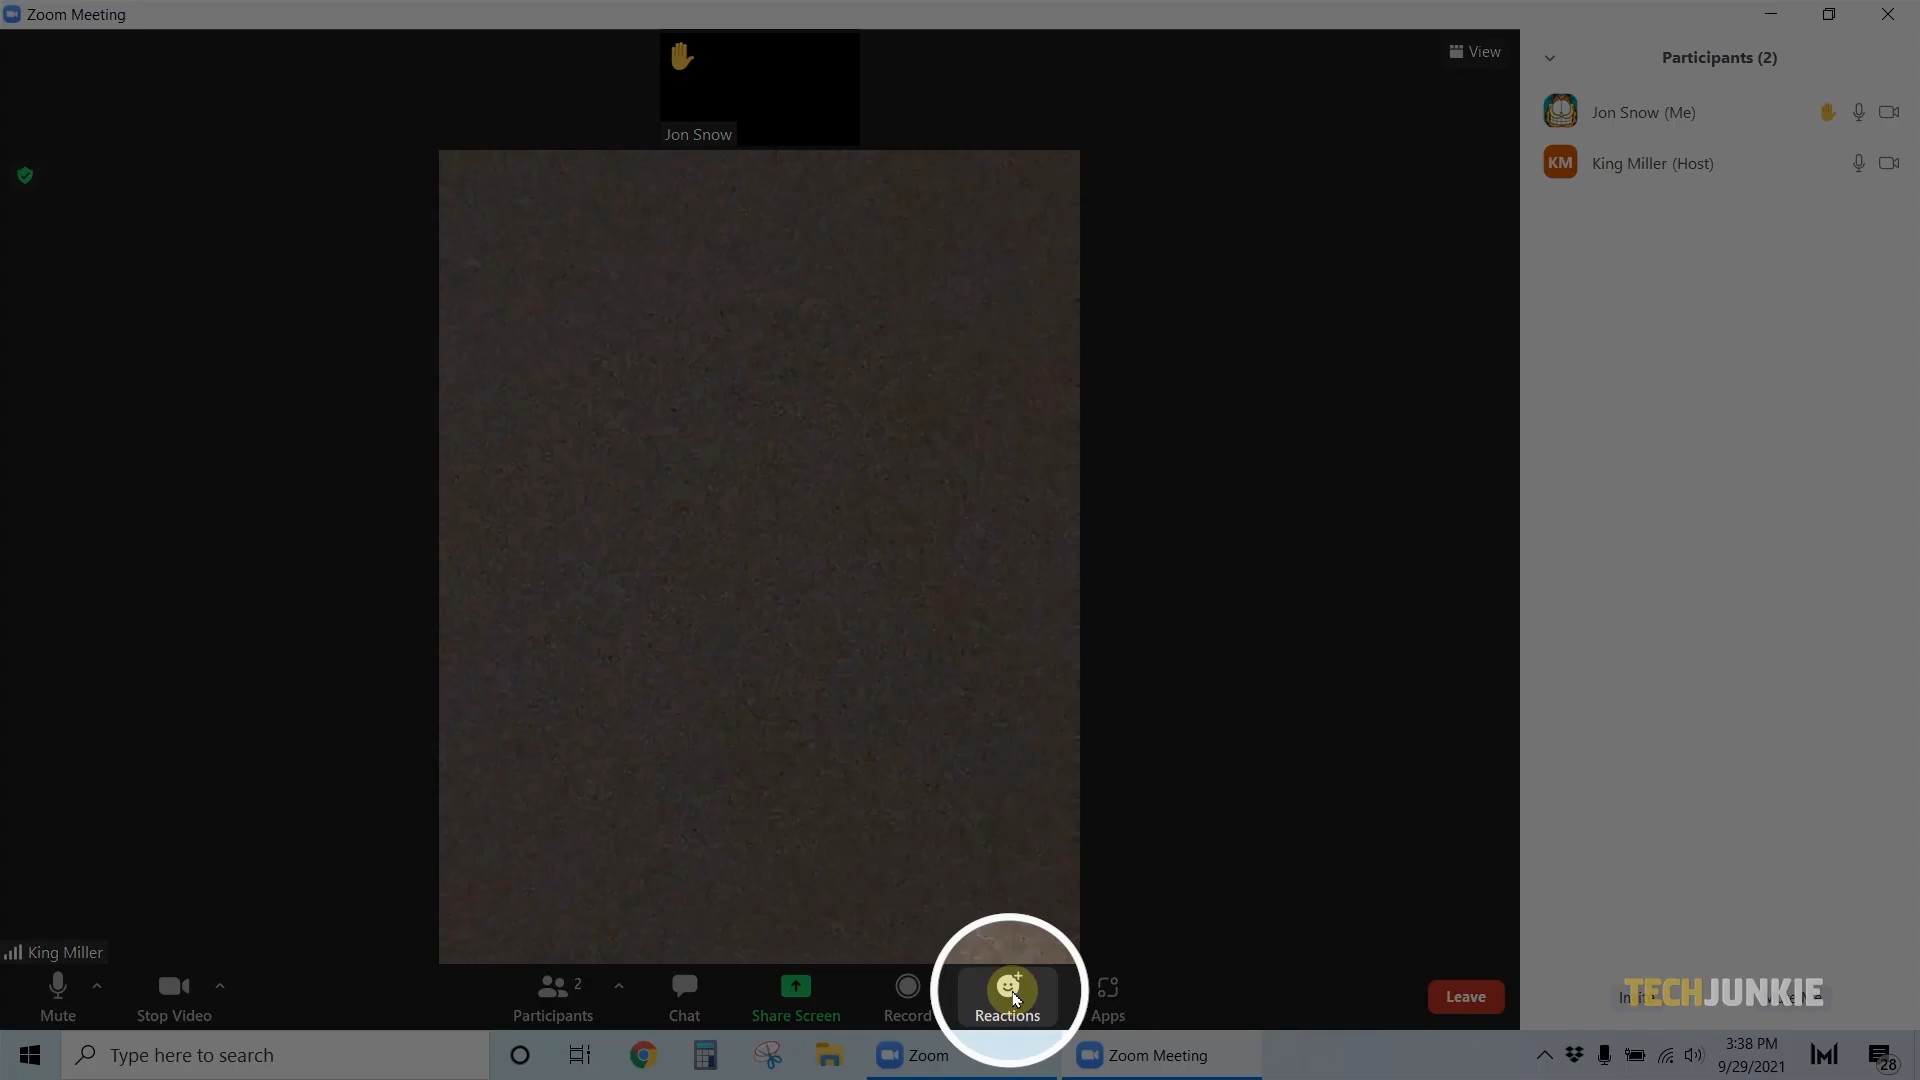 Zoom Meeting
View
Participants (2)
Jon Snow
Jon Snow (Me)
KM King Miller (Host)
King Miller
2
Mute
Stop Video
Participants
Chat
Share Screen
Record
Reactions
Apps
Leave
TECHJUNKIE
Type here to search
Zoom
Zoom Meeting
3:38 PM
9/29/2021
28